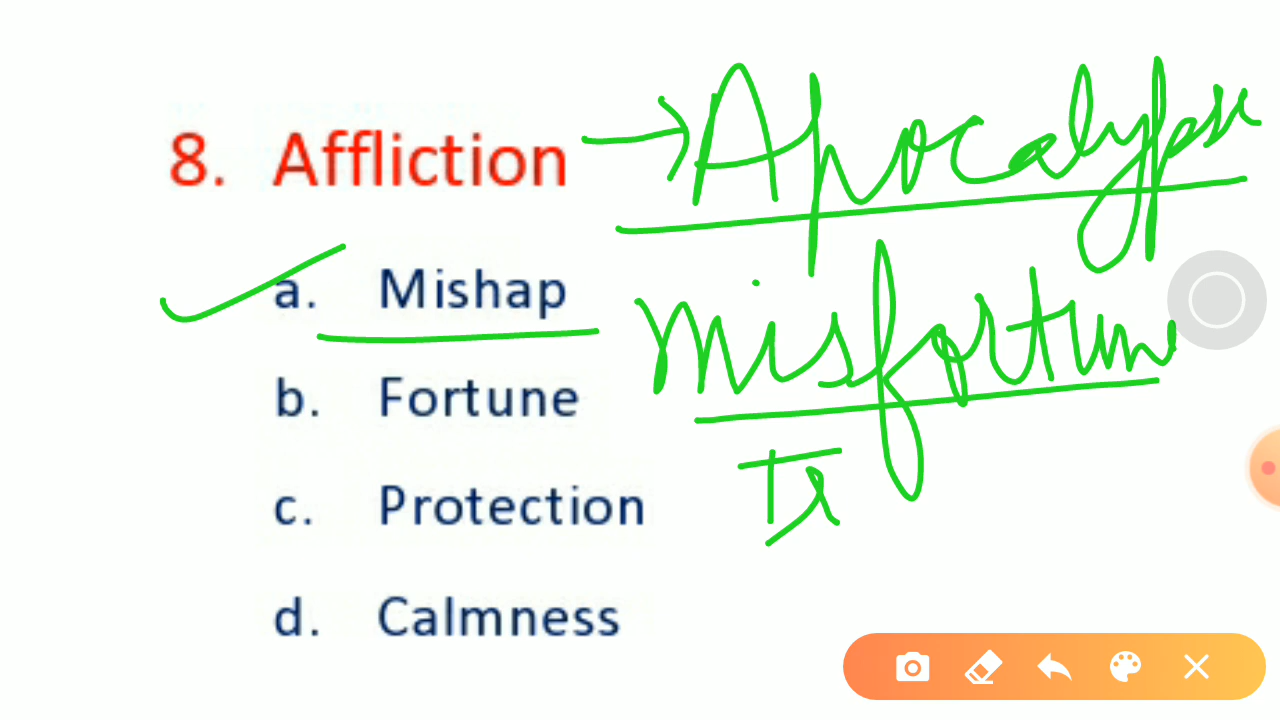 8. Affliction → Apocalypse
a. Mishap
misfortune
b. Fortune
c. Protection
d. Calmness